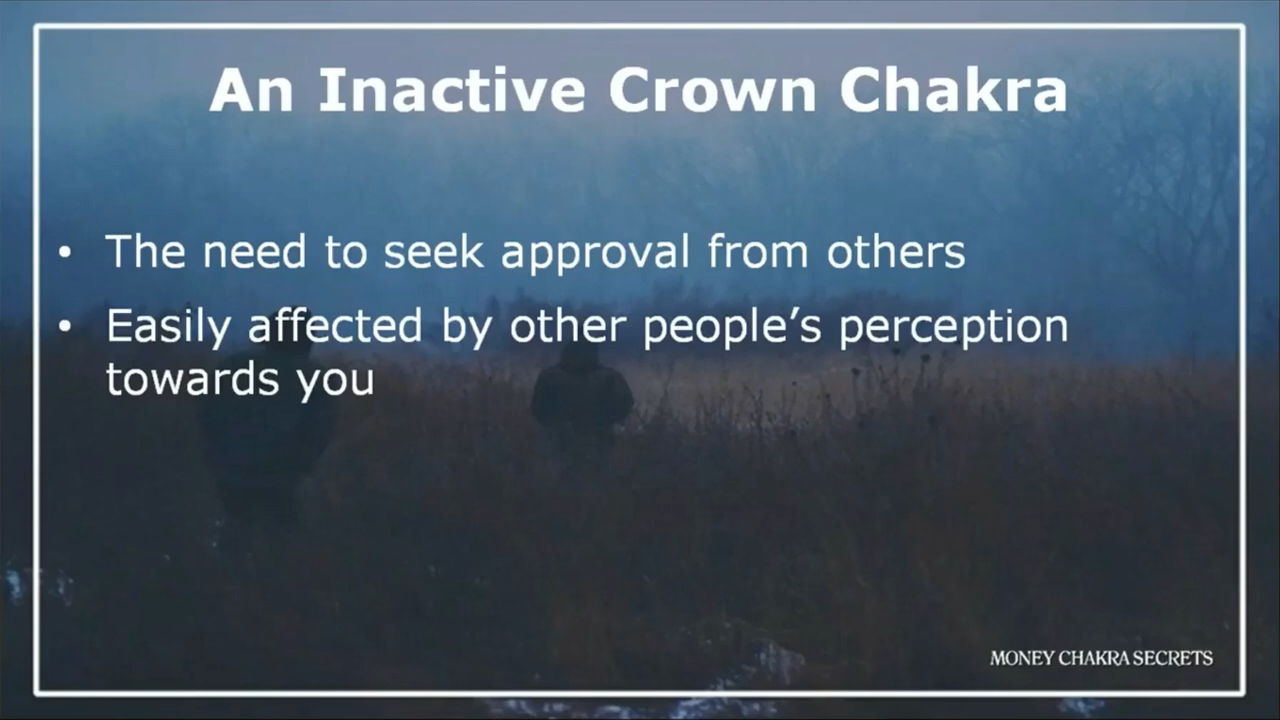 An Inactive Crown Chakra
• The need to seek approval from others
• Easily affected by other people’s perception
towards you
MONEY CHAKRA SECRETS